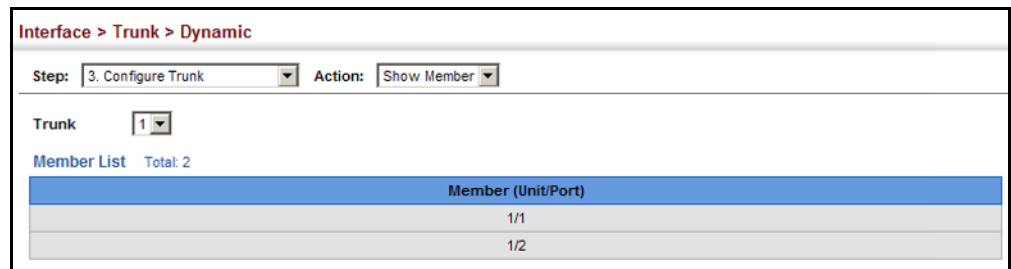 Interface > Trunk > Dynamic
Step: 3. Configure Trunk Action: Show Member
Trunk 1
Member List Total: 2
Member (Unit/Port)
1/1
1/2